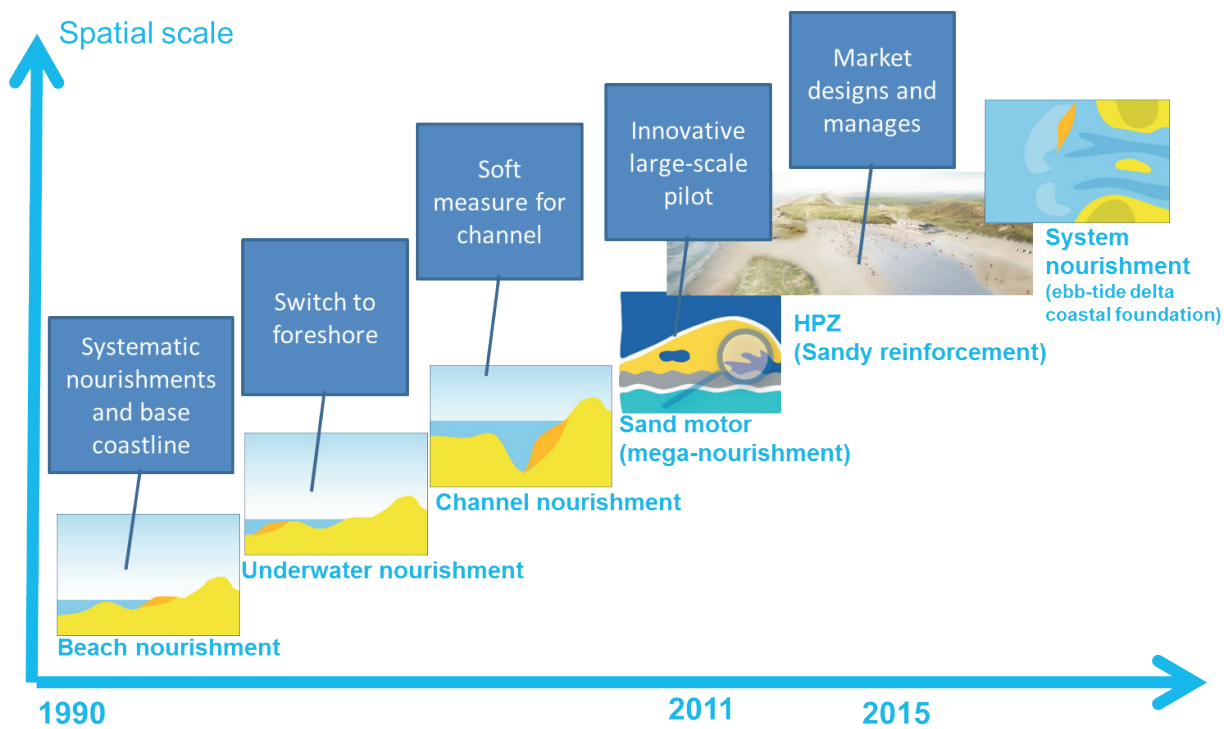 Spatial scale
Market
designs and
manages
Innovative
large-scale
pilot
Soft
measure for
channel
Switch to
foreshore
Systematic
nourishments
and base
coastline
System
nourishment
(ebb-tide delta
coastal foundation)
HPZ
(Sandy reinforcement)
Sand motor
(mega-nourishment)
Channel nourishment
Underwater nourishment
Beach nourishment
1990
2011
2015